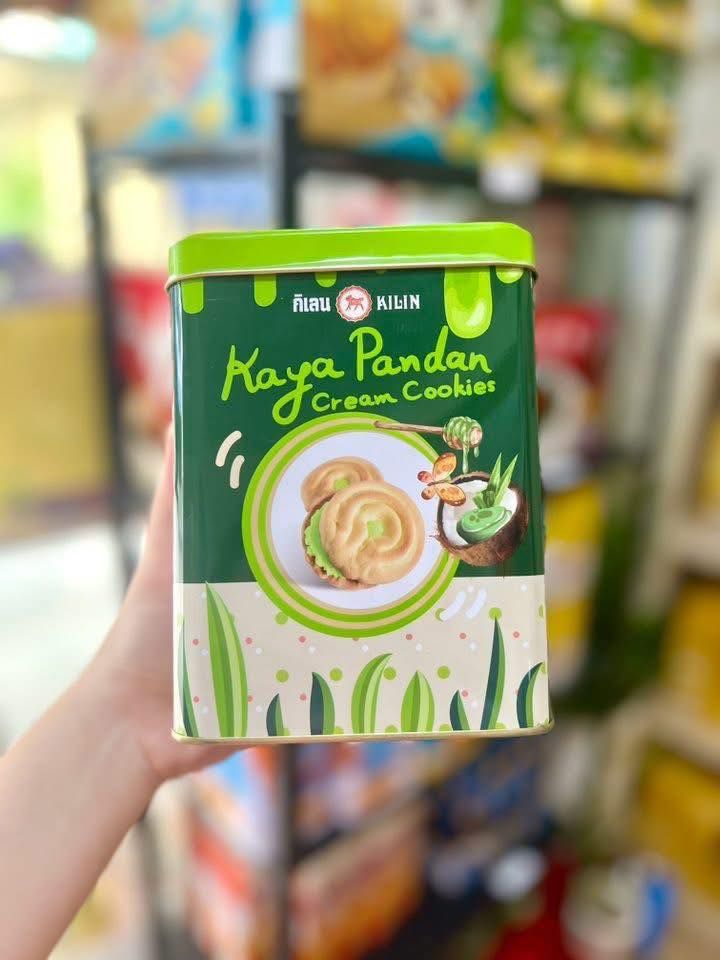 กิเลน KILIN
Kaya Pandan
Cream Cookies